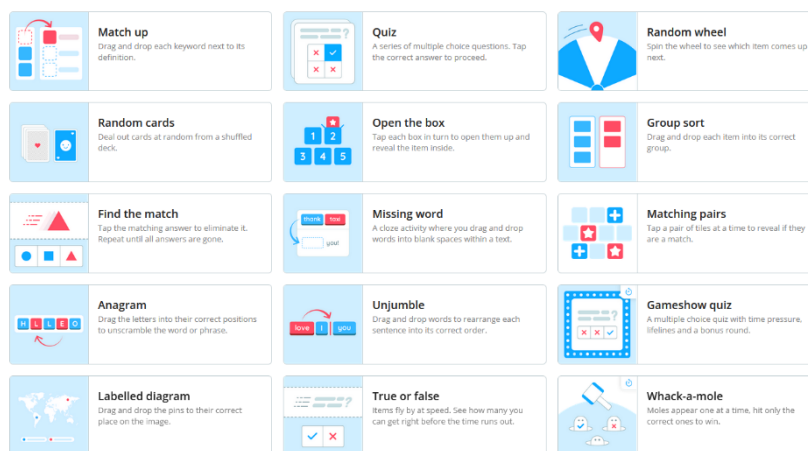 Match up
Drag and drop each keyword next to its
definition.
Quiz
A series of multiple choice questions. Tap
the correct answer to proceed.
Random wheel
Spin the wheel to see which item comes up
next.
Random cards
Deal out cards at random from a shuffled
deck.
Open the box
Tap each box in turn to open them up and
reveal the item inside.
1 2
3 4 5
Group sort
Drag and drop each item into its correct
group.
Find the match
Tap the matching answer to eliminate it.
Repeat until all answers are gone.
Missing word
A cloze activity where you drag and drop
words into blank spaces within a text.
thank
you!
Matching pairs
Tap a pair of tiles at a time to reveal if they
are a match.
Anagram
Drag the letters into their correct positions
to unscramble the word or phrase.
H L L E O
Unjumble
Drag and drop words to rearrange each
sentence into its correct order.
love I you
Gameshow quiz
A multiple choice quiz with time pressure,
lifelines and a bonus round.
?
Labelled diagram
Drag and drop the pins to their correct
place on the image.
True or false
Items fly by at speed. See how many you
can get right before the time runs out.
?
Whack-a-mole
Moles appear one at a time, hit only the
correct ones to win.